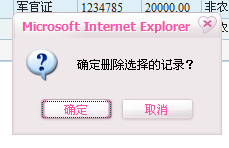 军官证 1234785 20000.00 非农
Microsoft Internet Explorer
确定删除选择的记录？
确定 取消